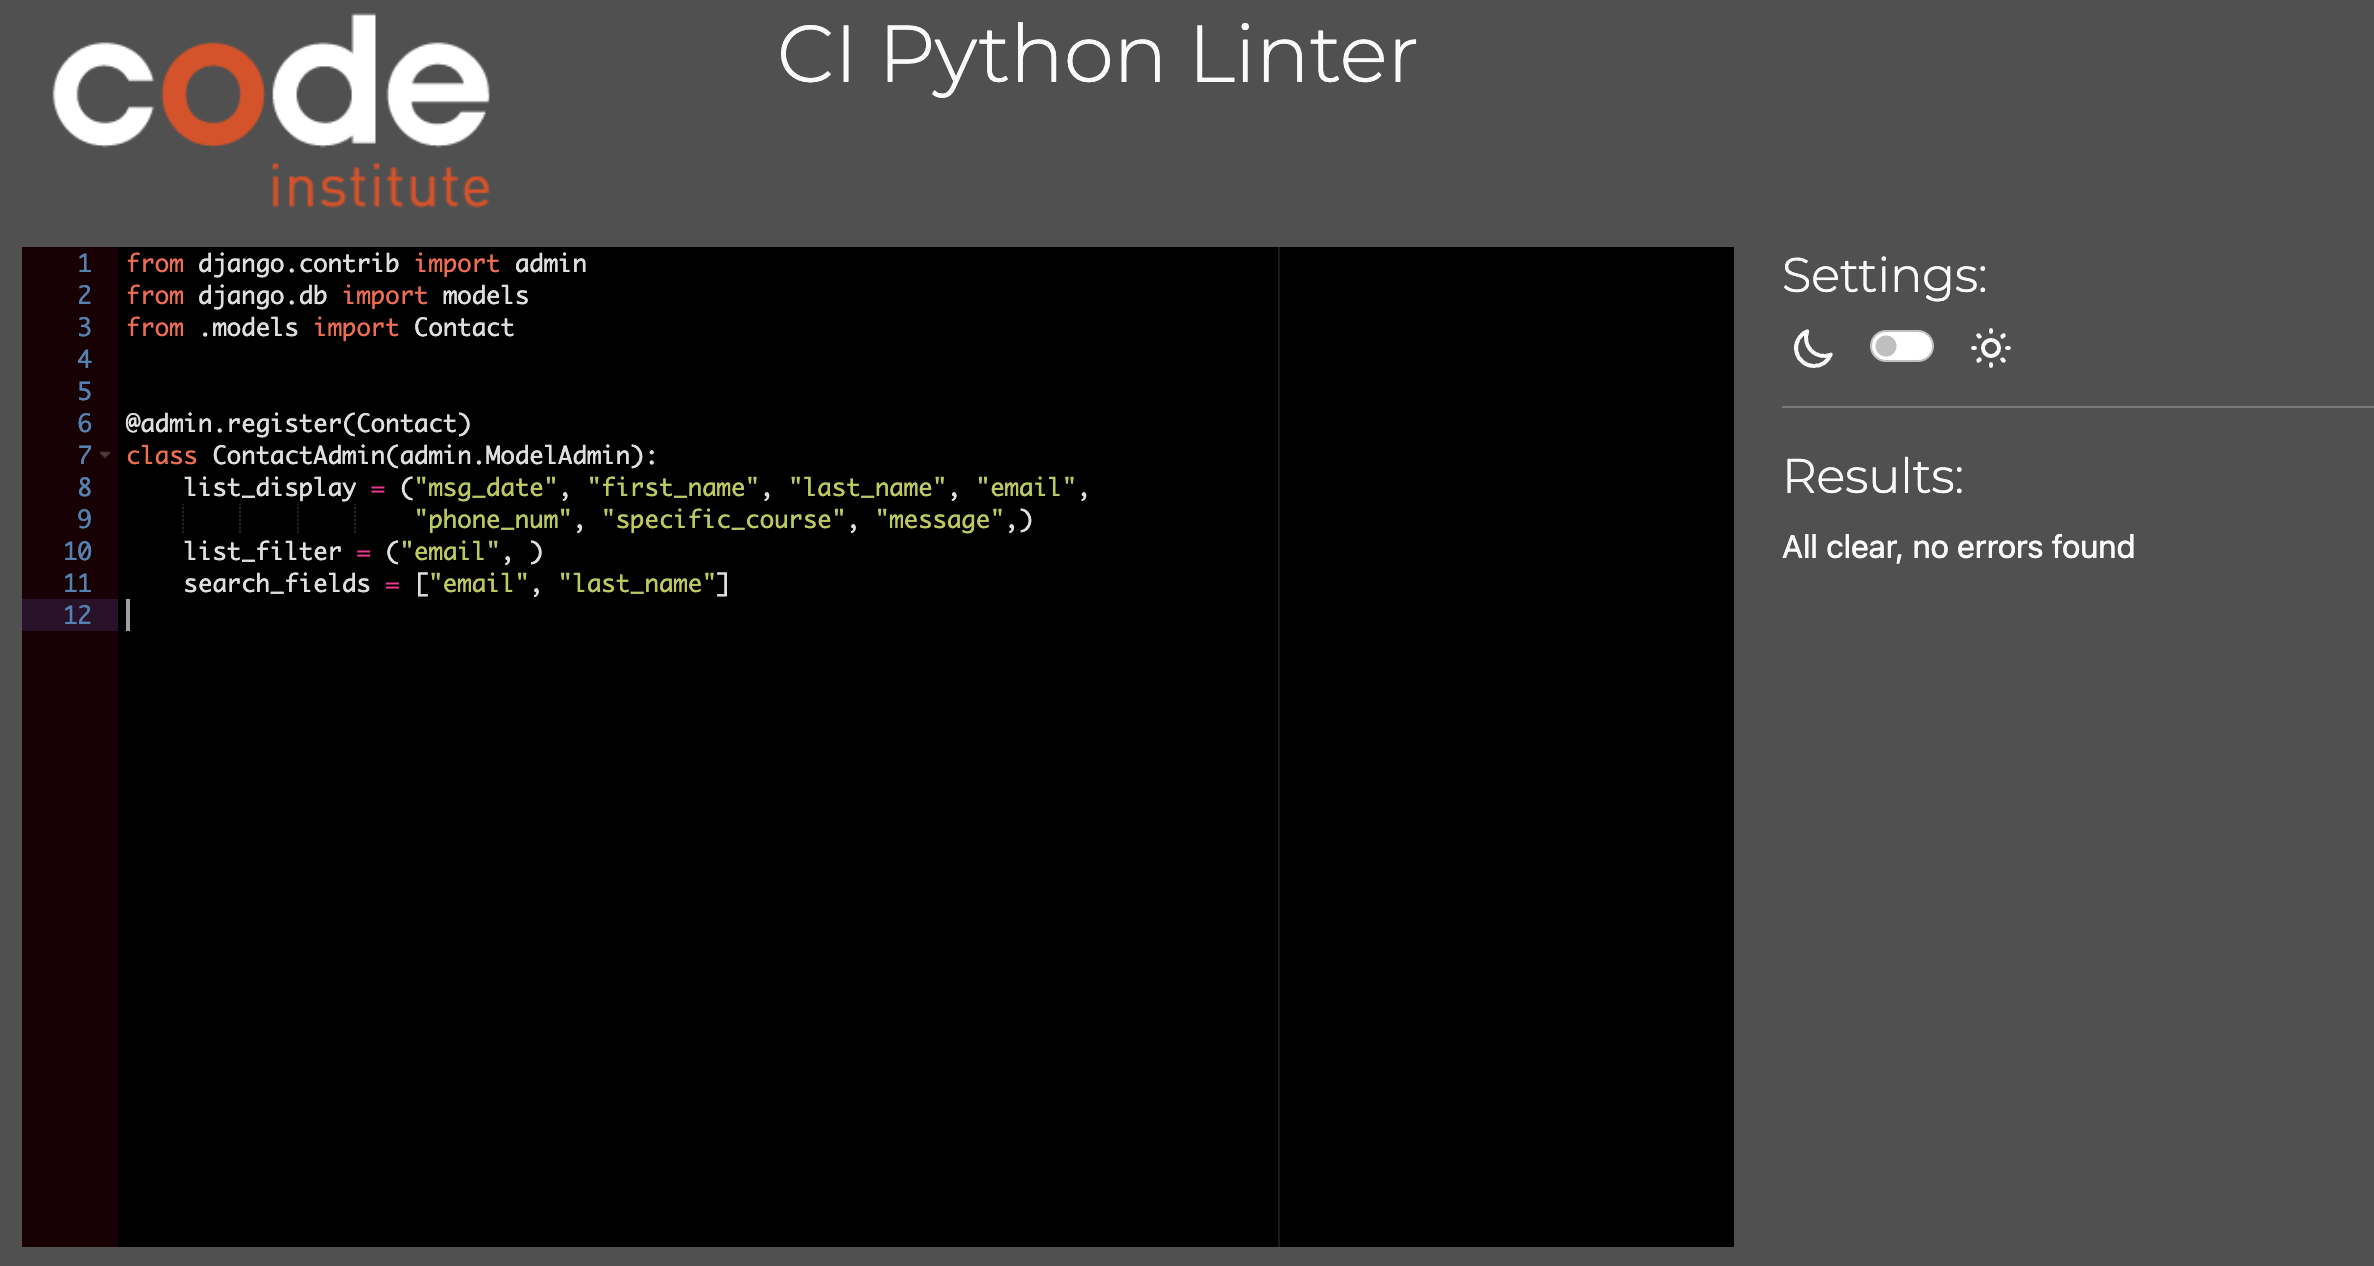 code
institute
CI Python Linter
1 from django.contrib import admin
2 from django.db import models
3 from .models import Contact
4
5
6 @admin.register(Contact)
7 class ContactAdmin(admin.ModelAdmin):
8     list_display = ("msg_date", "first_name", "last_name", "email",
9                     "phone_num", "specific_course", "message",)
10     list_filter = ("email", )
11     search_fields = ["email", "last_name"]
12
Settings:
Results:
All clear, no errors found